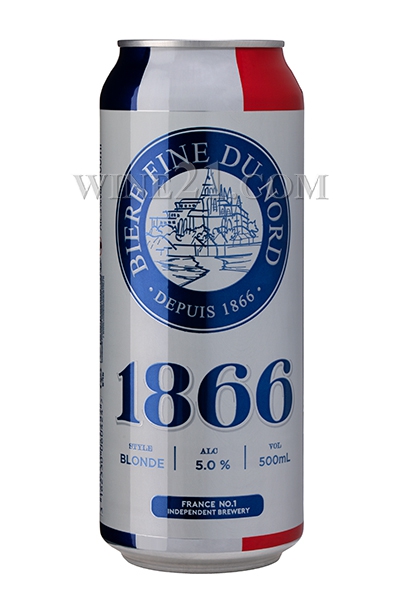 BIERE FINE DU NORD
WINE24.COM
· DEPUIS 1866 ·
1866
STYLE ALC VOL
BLONDE 5.0 % 500mL
FRANCE NO.1
INDEPENDENT BREWERY